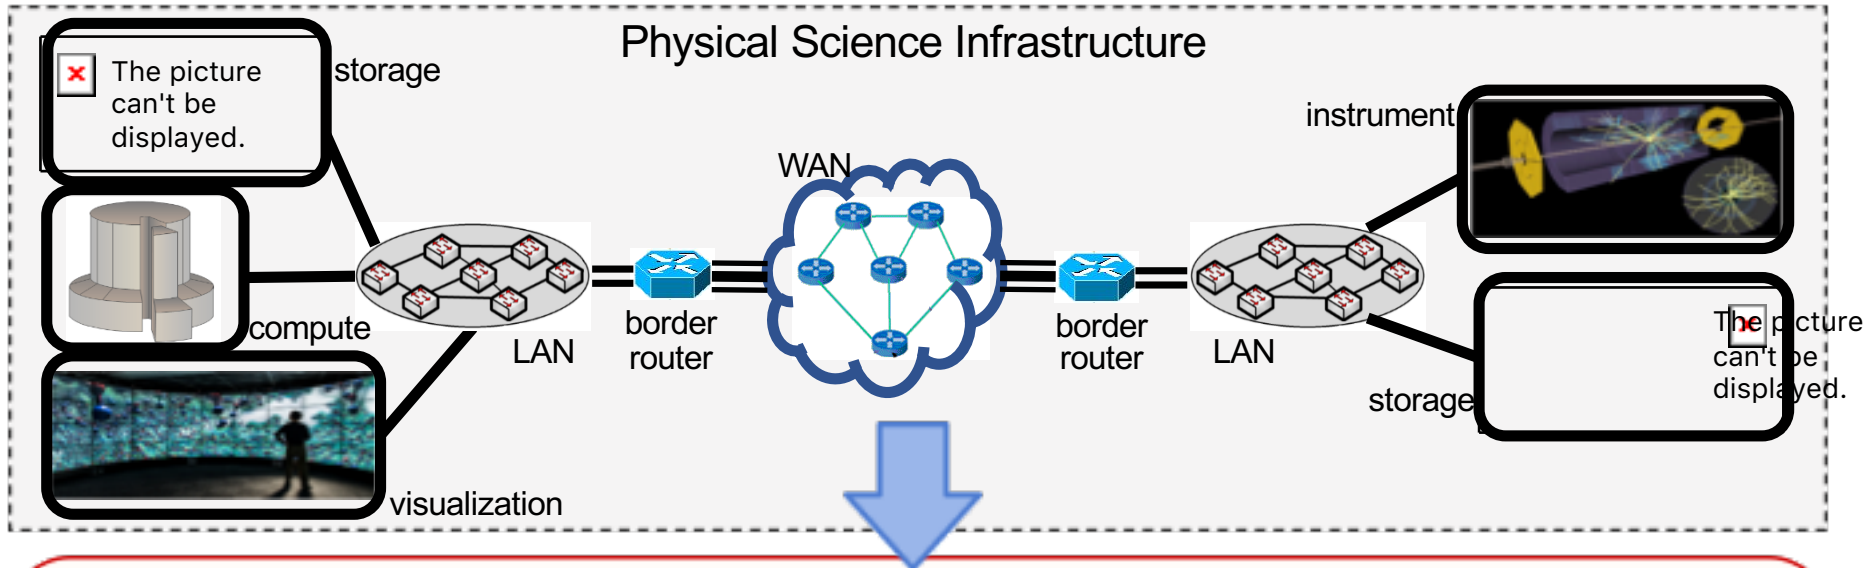 Physical Science Infrastructure
The picture
can't be
displayed.
storage
instrument
WAN
compute
LAN
border
router
border
router
LAN
The picture
can't be
displayed.
storage
visualization